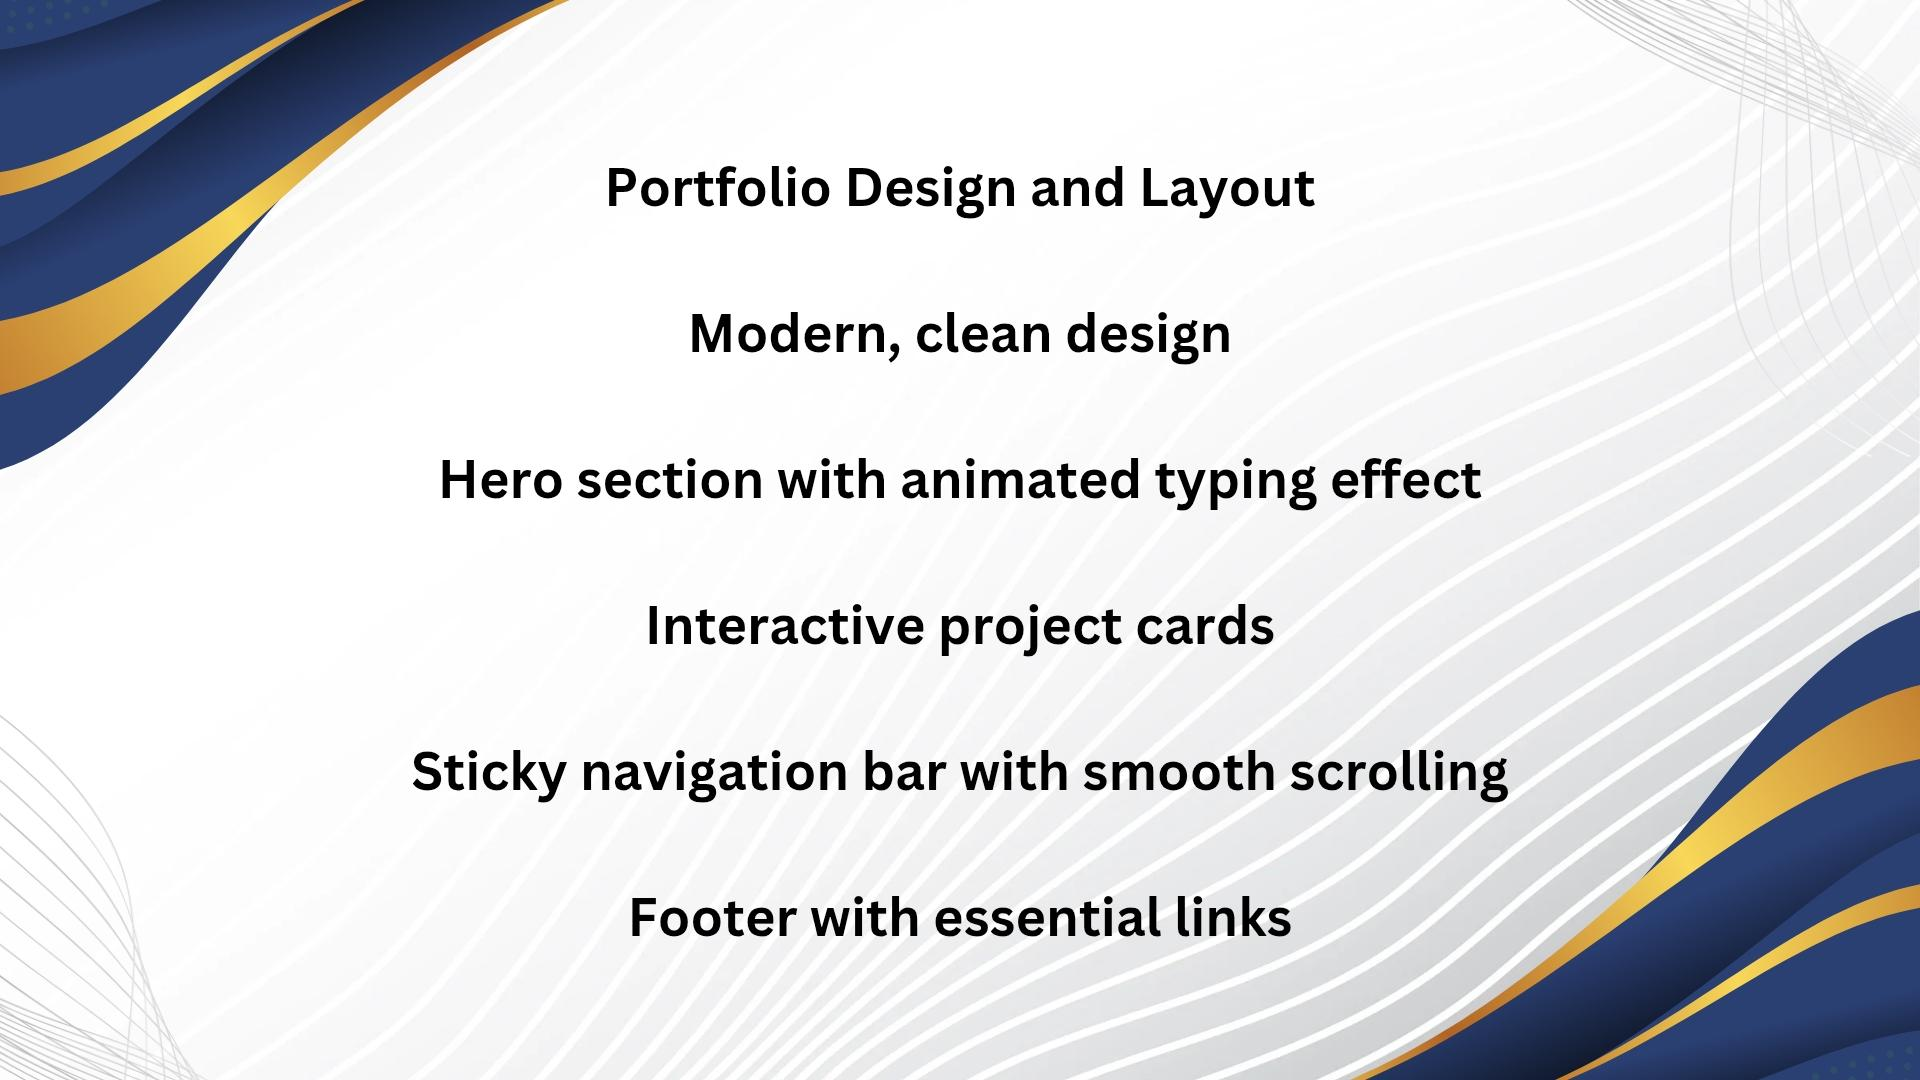 Portfolio Design and Layout
Modern, clean design
Hero section with animated typing effect
Interactive project cards
Sticky navigation bar with smooth scrolling
Footer with essential links